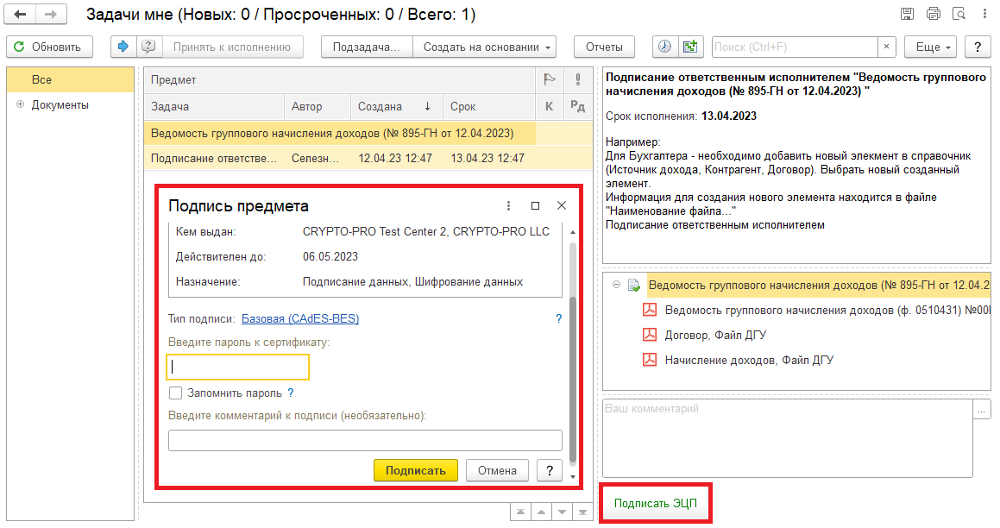 Задачи мне (Новых: 0 / Просроченных: 0 / Всего: 1)
Обновить
Принять к исполнению
Подзадача...
Создать на основании
Отчеты
Поиск (Ctrl+F)
×
Еще
?
Все
Документы
Предмет
Задача
Автор
Создана ↓
Срок
К
Рд
Ведомость группового начисления доходов (№ 895-ГН от 12.04.2023)
Подписание ответстве... Селезн... 12.04.23 12:47 13.04.23 12:47
Подпись предмета
Кем выдан: CRYPTO-PRO Test Center 2, CRYPTO-PRO LLC
Действителен до: 06.05.2023
Назначение: Подписание данных, Шифрование данных
Тип подписи: Базовая (CAdES-BES) ?
Введите пароль к сертификату:
Запомнить пароль ?
Введите комментарий к подписи (необязательно):
Подписать
Отмена
?
Подписание ответственным исполнителем "Ведомость группового
начисления доходов (№ 895-ГН от 12.04.2023) "
Срок исполнения: 13.04.2023
Например:
Для Бухгалтера - необходимо добавить новый элекмент в справочник
(Источник дохода, Контрагент, Договор). Выбрать новый созданный
элемент.
Информация для создания нового элемента находится в файле
"Наименование файла..."
Подписание ответственным исполнителем
Ведомость группового начисления доходов (№ 895-ГН от 12.04.2
Ведомость группового начисления доходов (ф. 0510431) №00
Договор, Файл ДГУ
Начисление доходов, Файл ДГУ
Ваш комментарий
...
Подписать ЭЦП